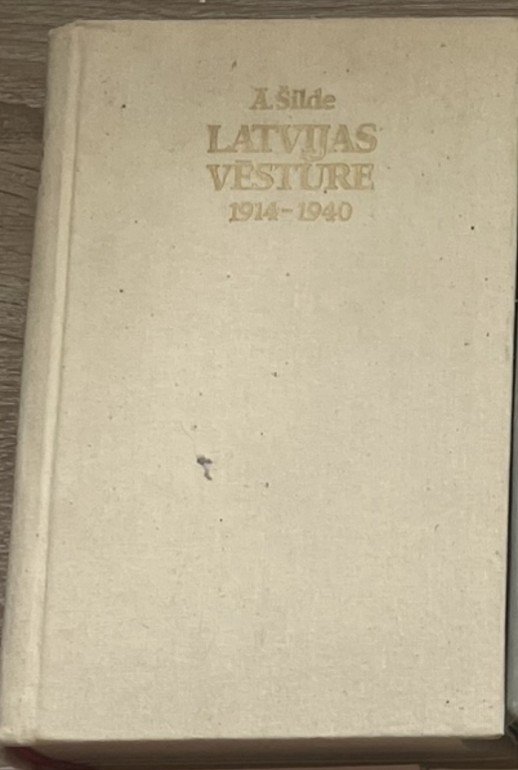 Ā. Šilde
LATVIJAS
VĒSTURE
1914-1940